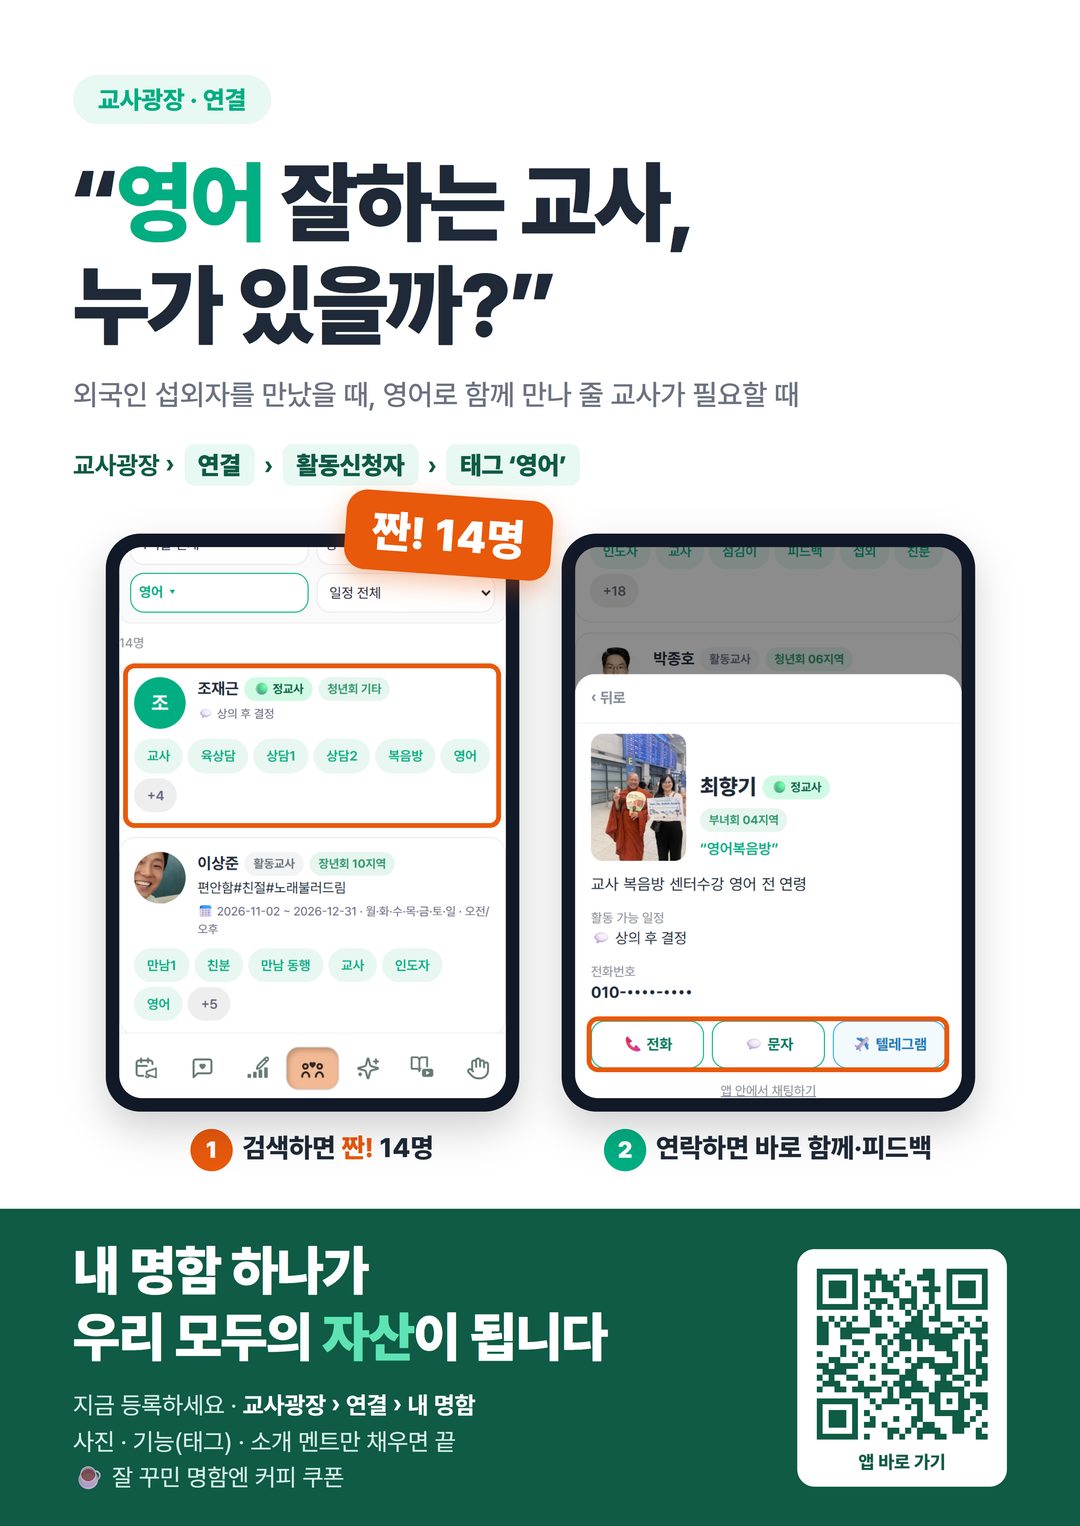 교사광장 · 연결
“영어 잘하는 교사,
누가 있을까?”
외국인 섭외자를 만났을 때, 영어로 함께 만나 줄 교사가 필요할 때
교사광장 › 연결 › 활동신청자 › 태그 ‘영어’
짠! 14명
영어 ▾
일정 전체
14명
조
조재근 정교사 청년회 기타
상의 후 결정
교사 육상담 상담1 상담2 복음방 영어
+4
이상준 활동교사 장년회 10지역
편안함#친절#노래불러드림
2026-11-02 ~ 2026-12-31 · 월·화·수·목·금·토·일 · 오전/
오후
만남1 친분 만남 동행 교사 인도자
영어 +5
인도자 교사 섬김이 피드백 섭외 친분
+18
박종호 활동교사 청년회 06지역
‹ 뒤로
최향기 정교사
부녀회 04지역
“영어복음방”
교사 복음방 센터수강 영어 전 연령
활동 가능 일정
상의 후 결정
전화번호
010-••••-••••
전화 문자 텔레그램
앱 안에서 채팅하기
1 검색하면 짠! 14명
2 연락하면 바로 함께·피드백
내 명함 하나가
우리 모두의 자산이 됩니다
지금 등록하세요 · 교사광장 › 연결 › 내 명함
사진 · 기능(태그) · 소개 멘트만 채우면 끝
잘 꾸민 명함엔 커피 쿠폰
앱 바로 가기